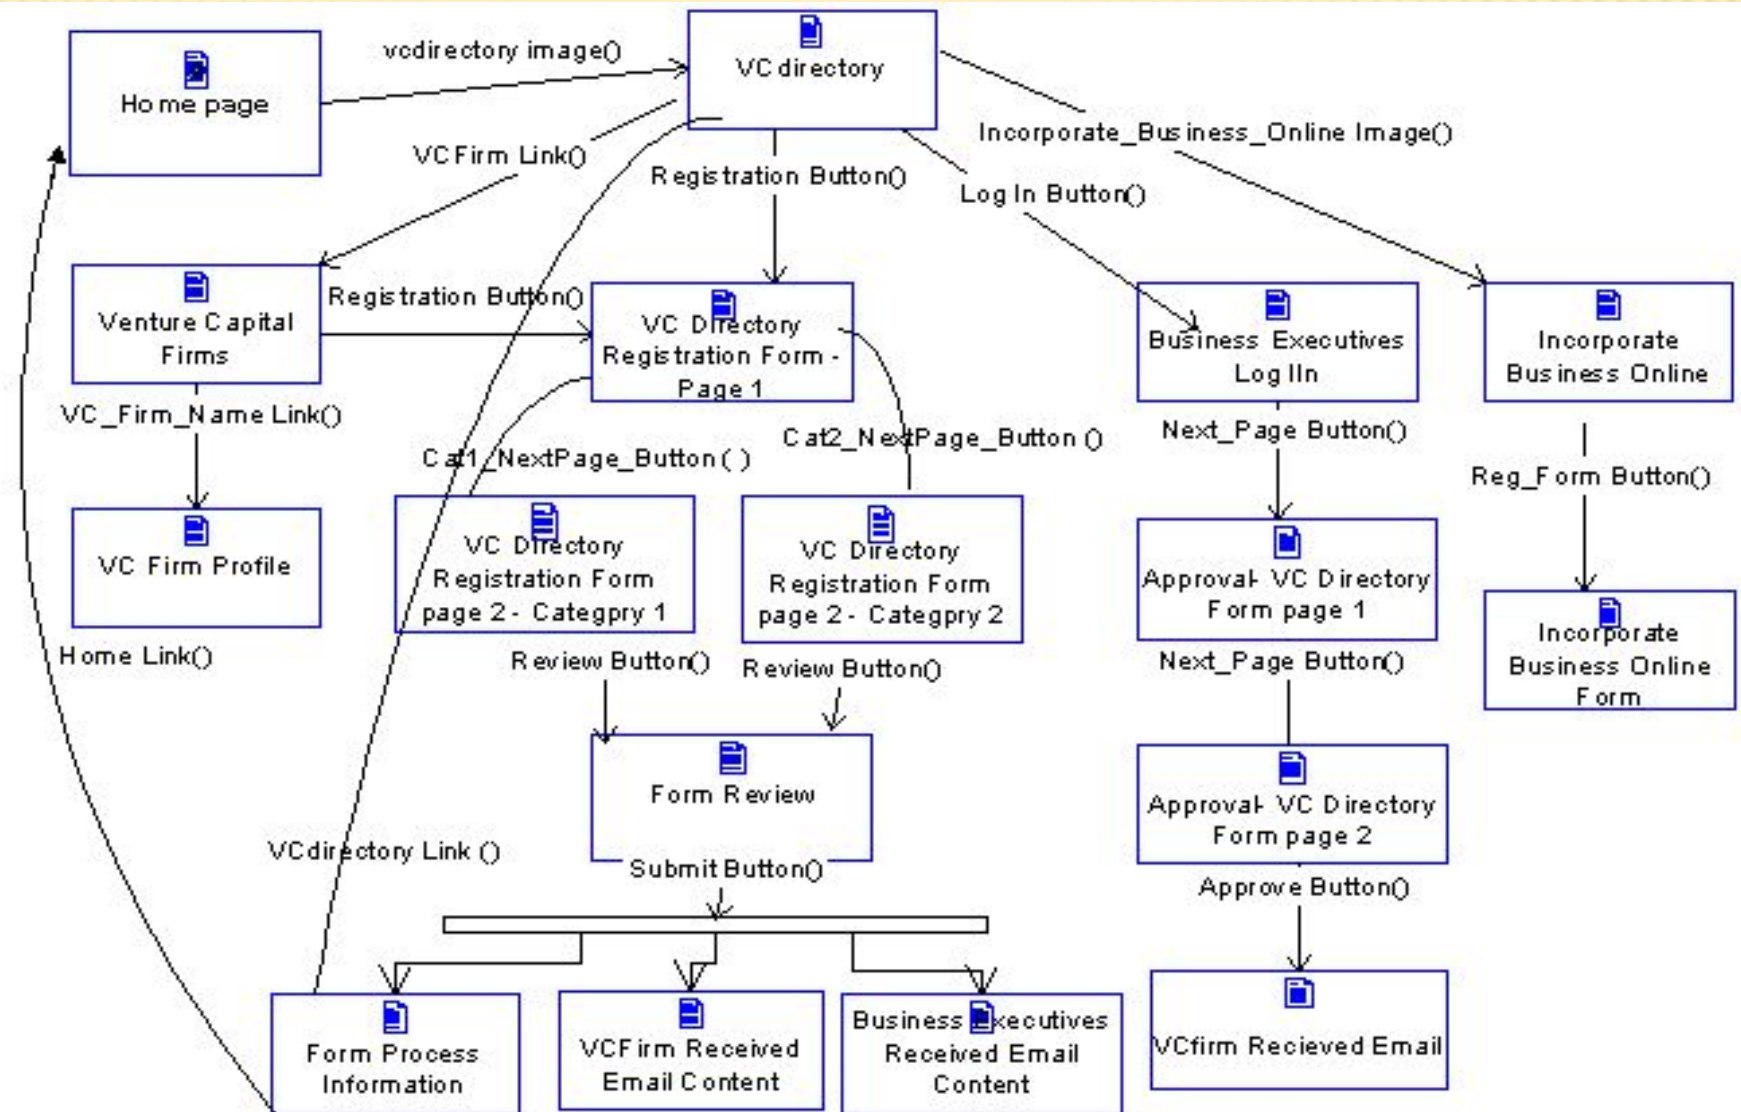 vcdirectory image()
VC directory
Home page
Incorporate_Business_Online Image()
VCFirm Link()
Registration Button()
Log In Button()
Registration Button()
Venture Capital
Firms
VC Directory
Registration Form -
Page 1
Business Executives
Log IIn
Incorporate
Business Online
VC_Firm_Name Link()
Cat1_NextPage_Button ( )
Cat2_NextPage_Button ()
Next_Page Button()
Reg_Form Button()
VC Firm Profile
VC Directory
Registration Form
page 2 - Categpry 1
VC Directory
Registration Form
page 2 - Categpry 2
Approval- VC Directory
Form page 1
Incorporate
Business Online
Form
Home Link()
Review Button()
Review Button()
Next_Page Button()
Form Review
Approval- VC Directory
Form page 2
VCdirectory Link ()
Submit Button()
Approve Button()
Form Process
Information
VCFirm Received
Email Content
Business Executives
Received Email
Content
VCfirm Recieved Email